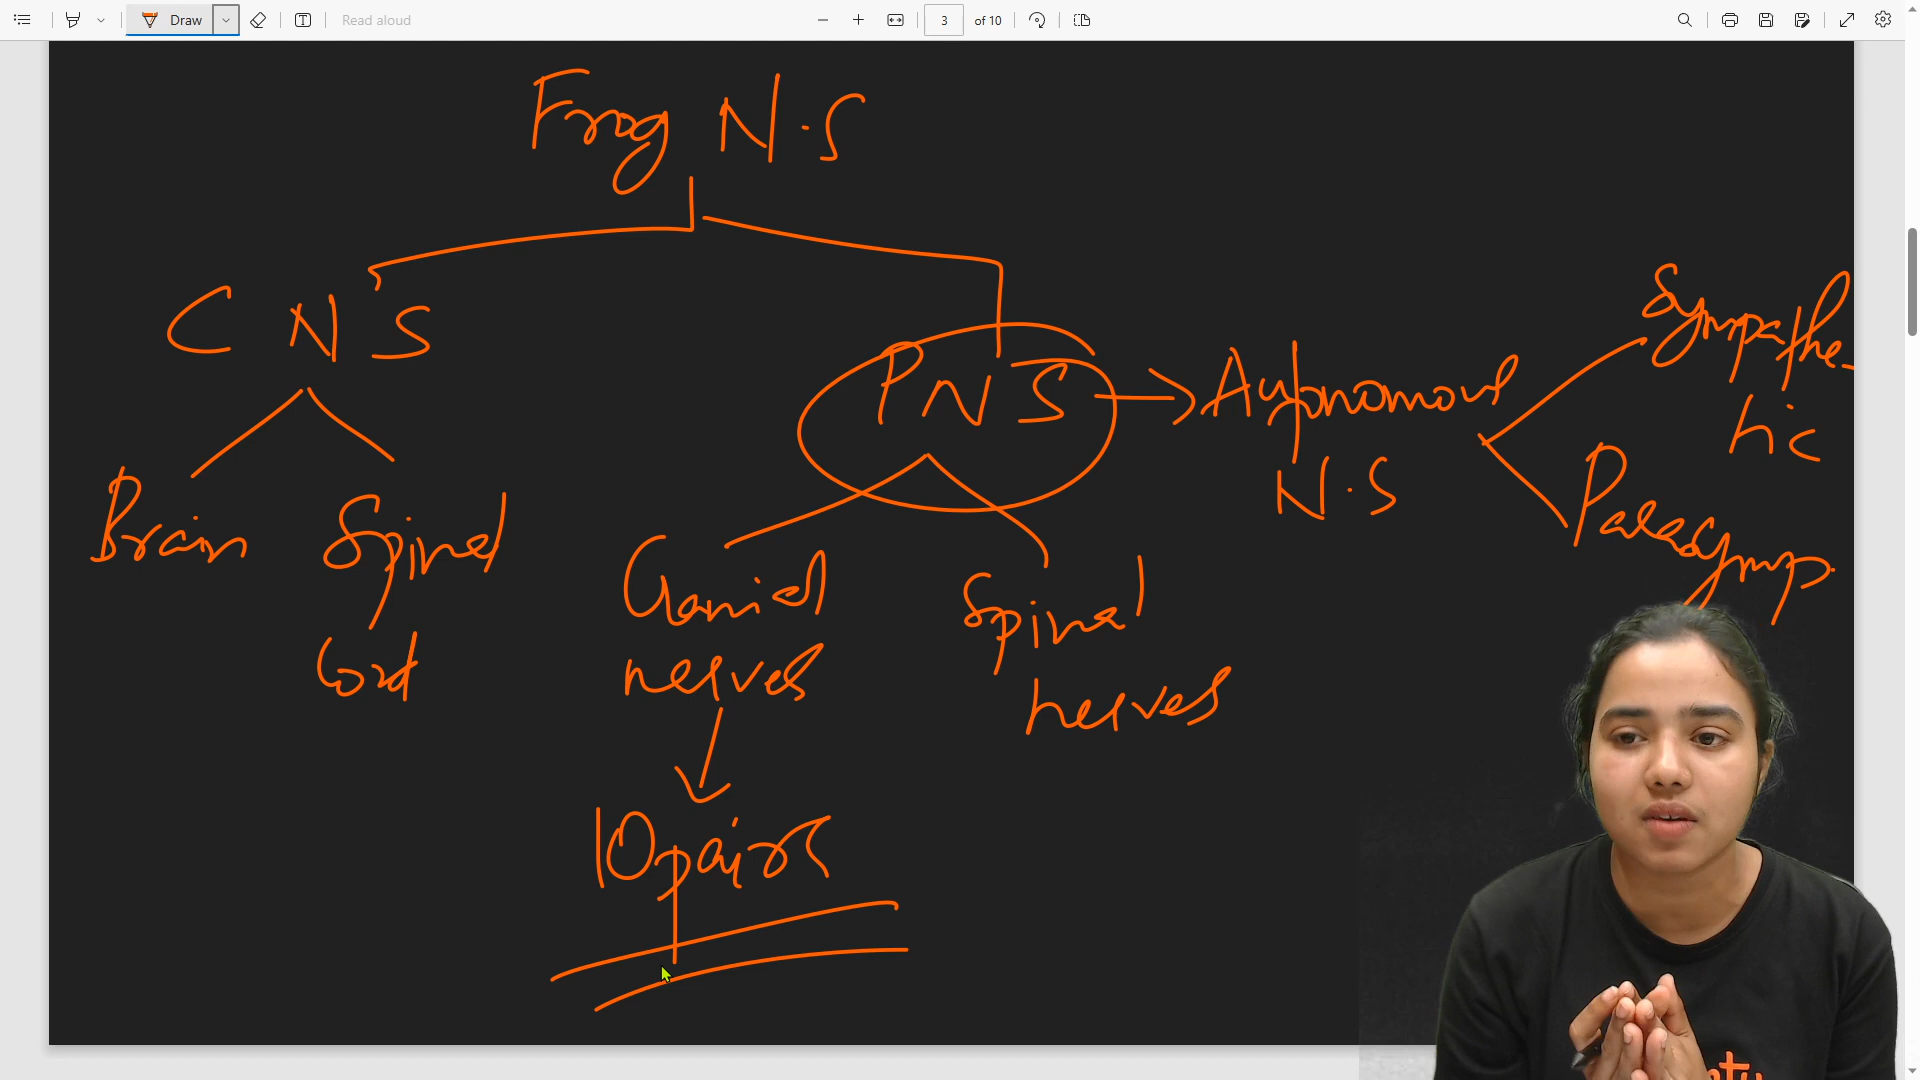 Draw
Read aloud
3 of 10
Frog N.S
C N S
PNS
Autonomous
N.S
Sympathe-
tic
Parasymp.
Brain
Spinal
Cord
Cranial
nerves
Spinal
nerves
10 pairs